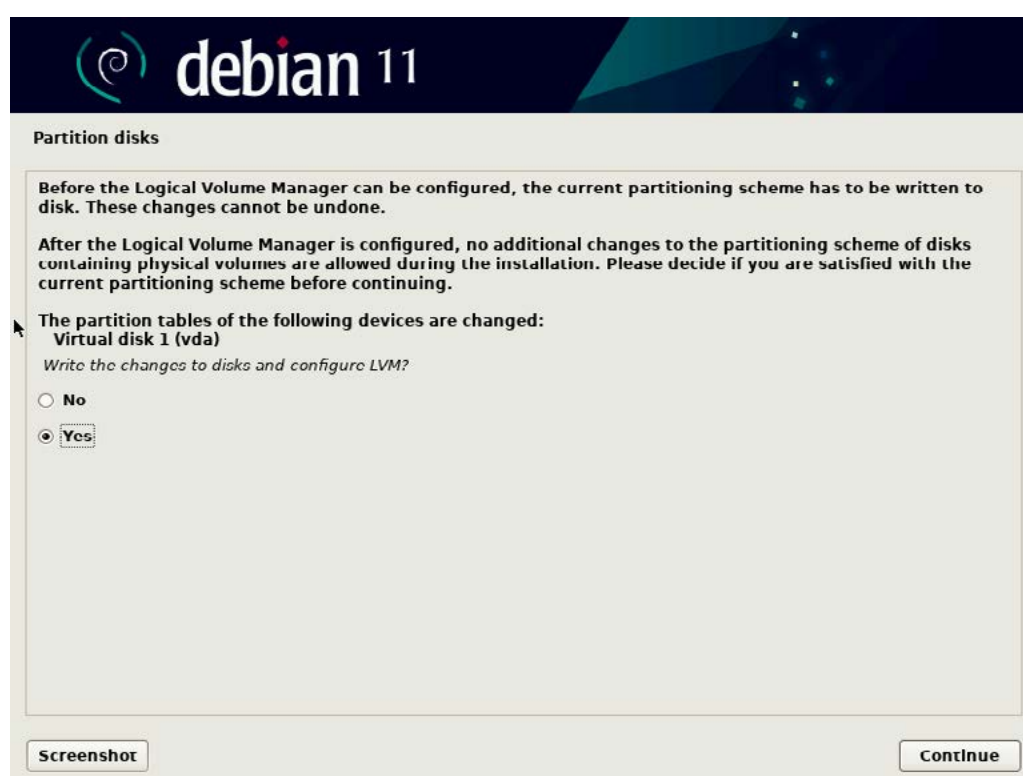 debian 11
Partition disks
Before the Logical Volume Manager can be configured, the current partitioning scheme has to be written to
disk. These changes cannot be undone.
After the Logical Volume Manager is configured, no additional changes to the partitioning scheme of disks
containing physical volumes are allowed during the installation. Please decide if you are satisfied with the
current partitioning scheme before continuing.
The partition tables of the following devices are changed:
Virtual disk 1 (vda)
Write the changes to disks and configure LVM?
No
Yes
Screenshot
Continue